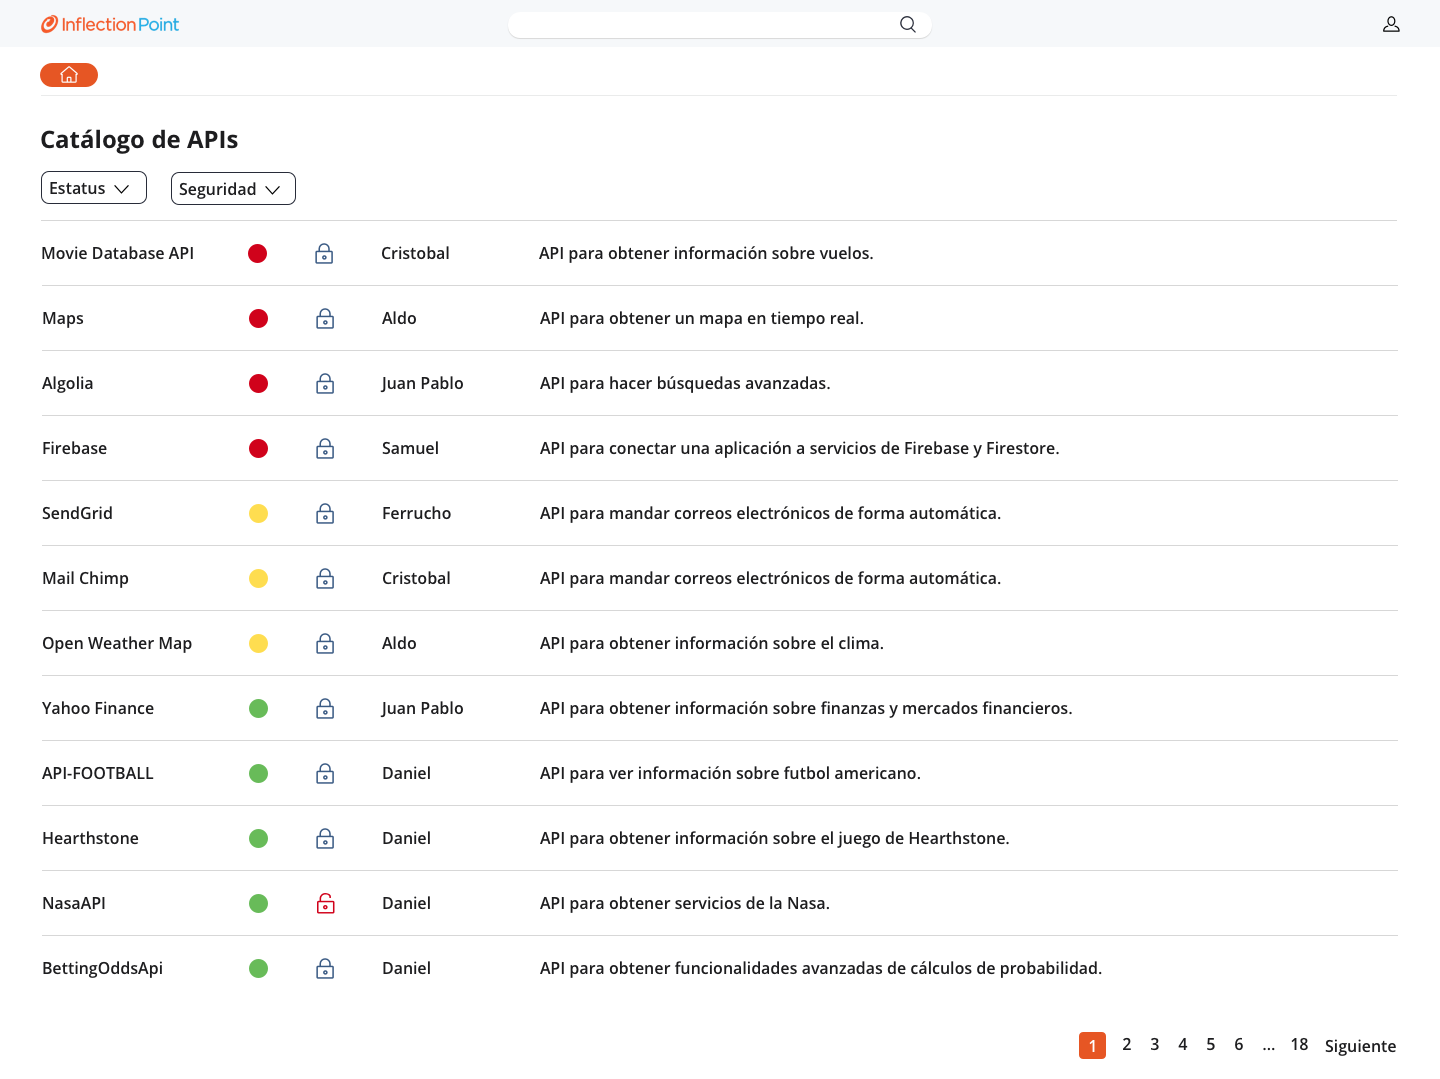 InflectionPoint
Catálogo de APIs
Estatus
Seguridad
Movie Database API Cristobal API para obtener información sobre vuelos.
Maps Aldo API para obtener un mapa en tiempo real.
Algolia Juan Pablo API para hacer búsquedas avanzadas.
Firebase Samuel API para conectar una aplicación a servicios de Firebase y Firestore.
SendGrid Ferrucho API para mandar correos electrónicos de forma automática.
Mail Chimp Cristobal API para mandar correos electrónicos de forma automática.
Open Weather Map Aldo API para obtener información sobre el clima.
Yahoo Finance Juan Pablo API para obtener información sobre finanzas y mercados financieros.
API-FOOTBALL Daniel API para ver información sobre futbol americano.
Hearthstone Daniel API para obtener información sobre el juego de Hearthstone.
NasaAPI Daniel API para obtener servicios de la Nasa.
BettingOddsApi Daniel API para obtener funcionalidades avanzadas de cálculos de probabilidad.
1 2 3 4 5 6 ... 18 Siguiente